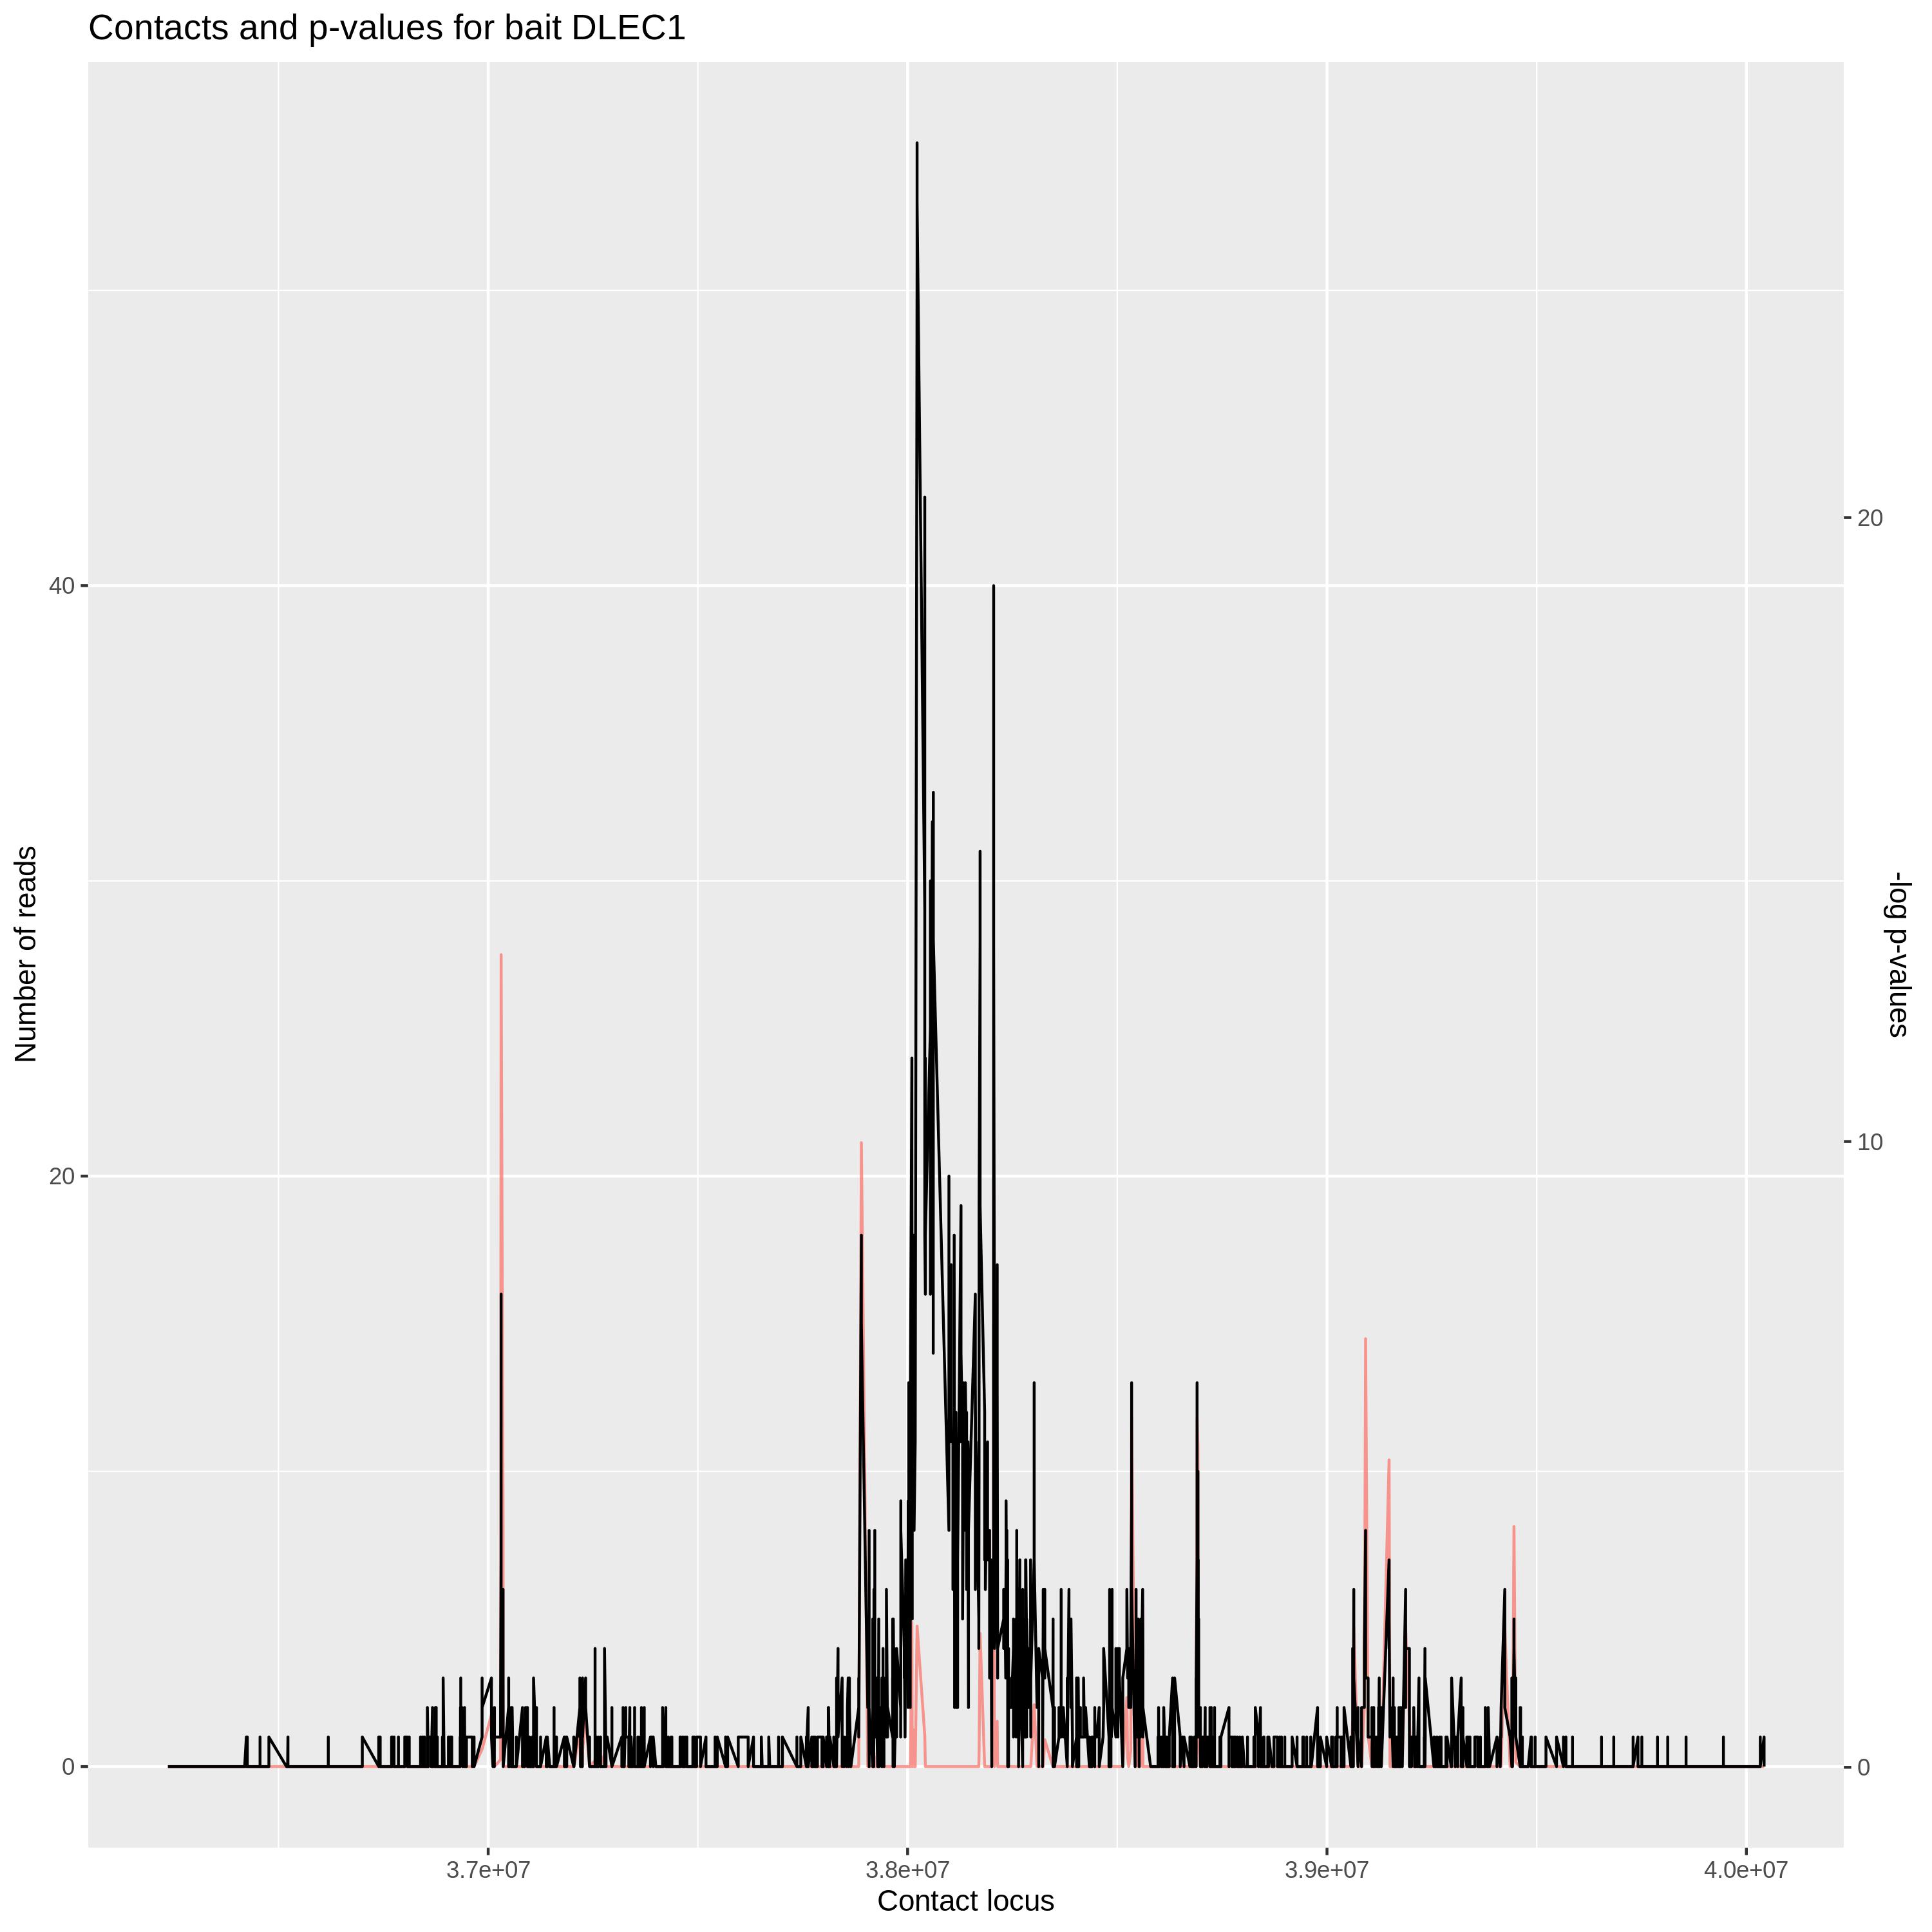 Contacts and p-values for bait DLEC1
Number of reads
40
20
0
20
10
0
-log p-values
3.7e+07
3.8e+07
3.9e+07
4.0e+07
Contact locus